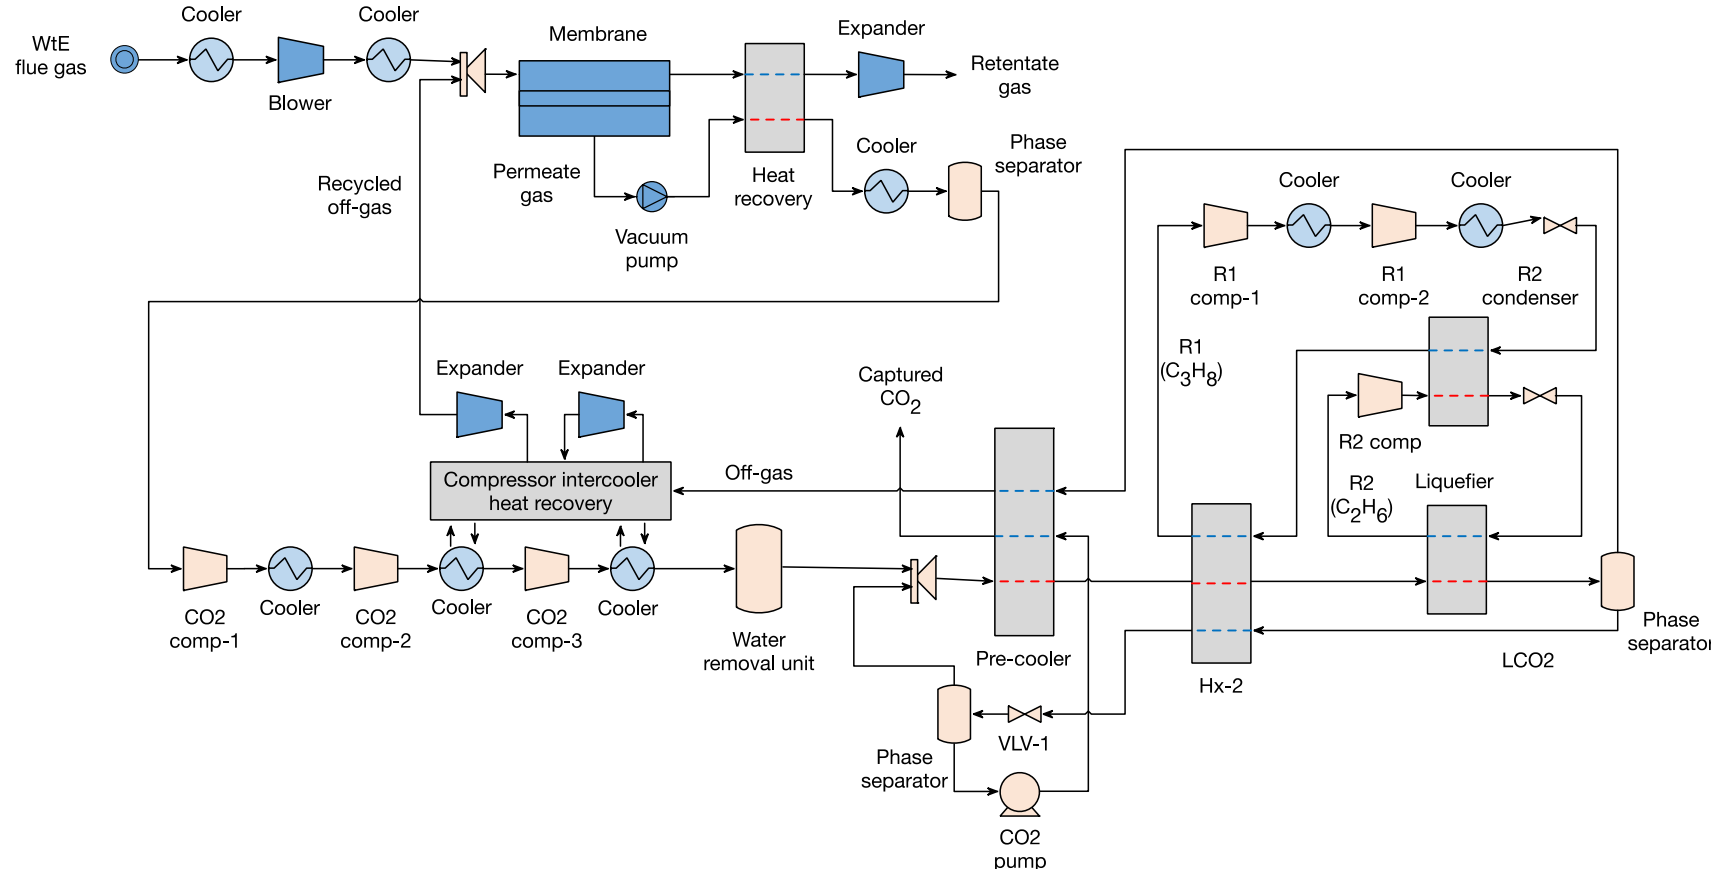 Cooler
Cooler
WtE
flue gas
Blower
Membrane
Expander
Retentate
gas
Recycled
off-gas
Permeate
gas
Vacuum
pump
Heat
recovery
Cooler
Phase
separator
Cooler
Cooler
R1
comp-1
R1
comp-2
R2
condenser
R1
(C3H8)
R2 comp
Expander
Expander
Captured
CO2
Compressor intercooler
heat recovery
Off-gas
R2
(C2H6)
Liquefier
CO2
comp-1
Cooler
CO2
comp-2
Cooler
CO2
comp-3
Cooler
Water
removal unit
Pre-cooler
Hx-2
LCO2
Phase
separator
VLV-1
Phase
separator
CO2
pump